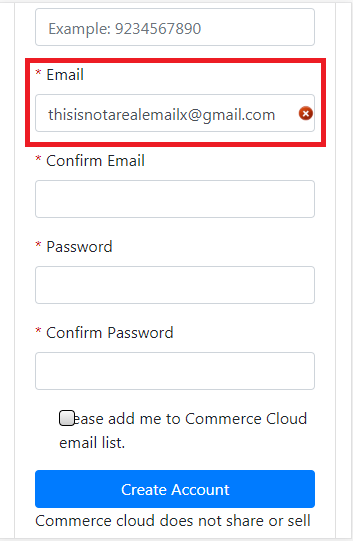 Example: 9234567890
* Email
thisisnotarealemailx@gmail.com
* Confirm Email
* Password
* Confirm Password
ease add me to Commerce Cloud
email list.
Create Account
Commerce cloud does not share or sell